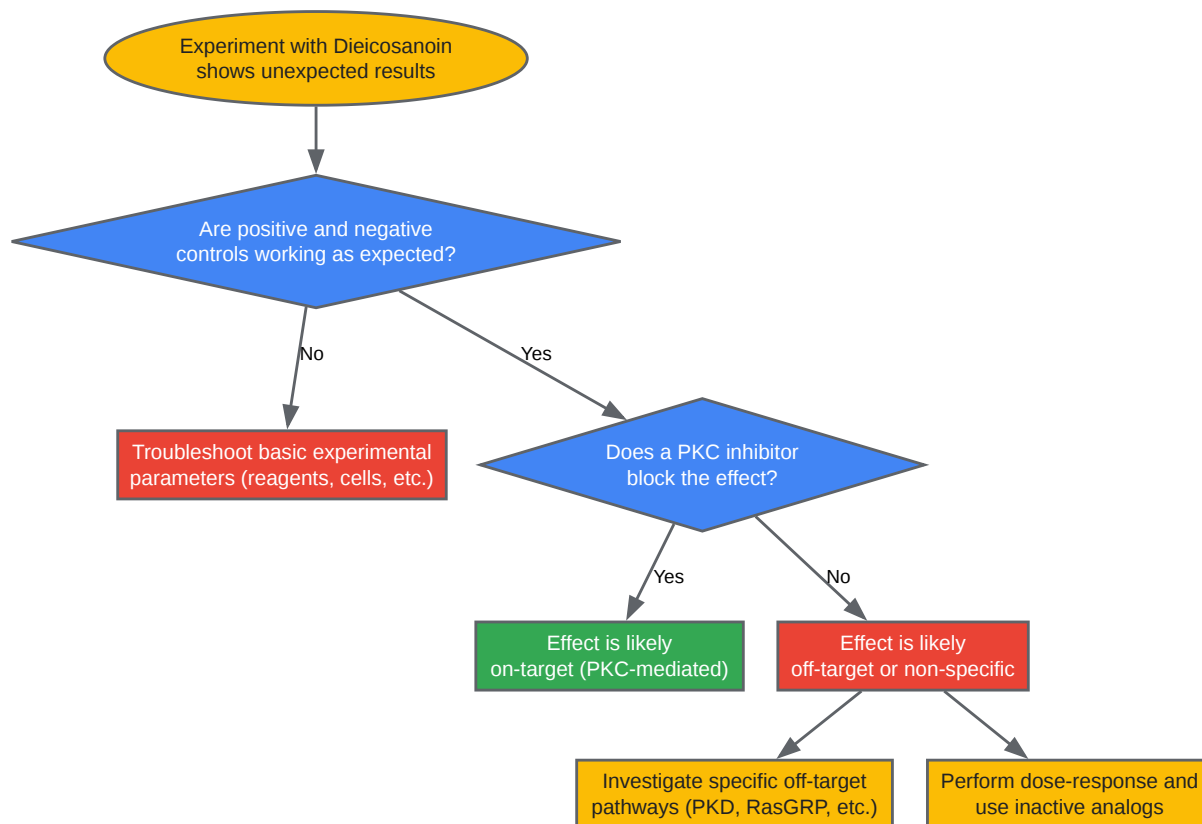 Experiment with Dieicosanoin
shows unexpected results
Are positive and negative
controls working as expected?
No
Yes
Troubleshoot basic experimental
parameters (reagents, cells, etc.)
Does a PKC inhibitor
block the effect?
Yes
No
Effect is likely
on-target (PKC-mediated)
Effect is likely
off-target or non-specific
Investigate specific off-target
pathways (PKD, RasGRP, etc.)
Perform dose-response and
use inactive analogs